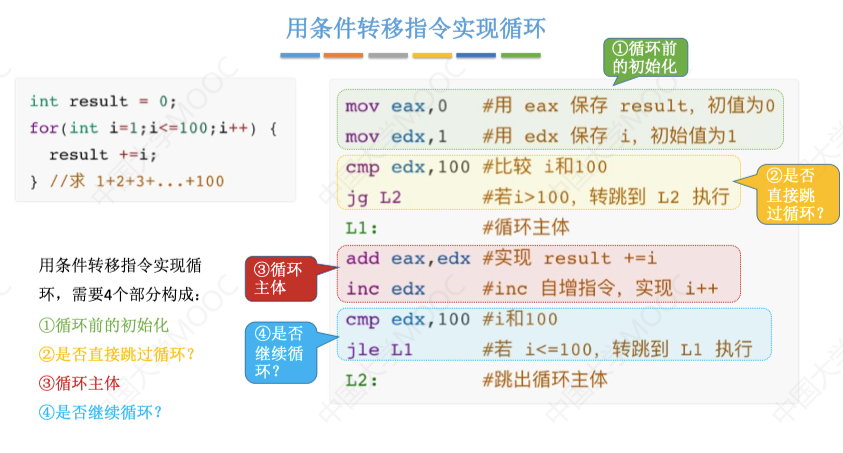 用条件转移指令实现循环
int result = 0;
for(int i=1;i<=100;i++) {
result +=i;
} //求 1+2+3+...+100
用条件转移指令实现循
环，需要4个部分构成：
①循环前的初始化
②是否直接跳过循环？
③循环主体
④是否继续循环？
①循环前
的初始化
mov eax,0 #用 eax 保存 result，初值为0
mov edx,1 #用 edx 保存 i，初始值为1
cmp edx,100 #比较 i和100
jg L2 #若i>100，转跳到 L2 执行
②是否
直接跳
过循环？
L1: #循环主体
③循环
主体
add eax,edx #实现 result +=i
inc edx #inc 自增指令，实现 i++
④是否
继续循
环？
cmp edx,100 #i和100
jle L1 #若 i<=100，转跳到 L1 执行
L2: #跳出循环主体
中国大学MOOC